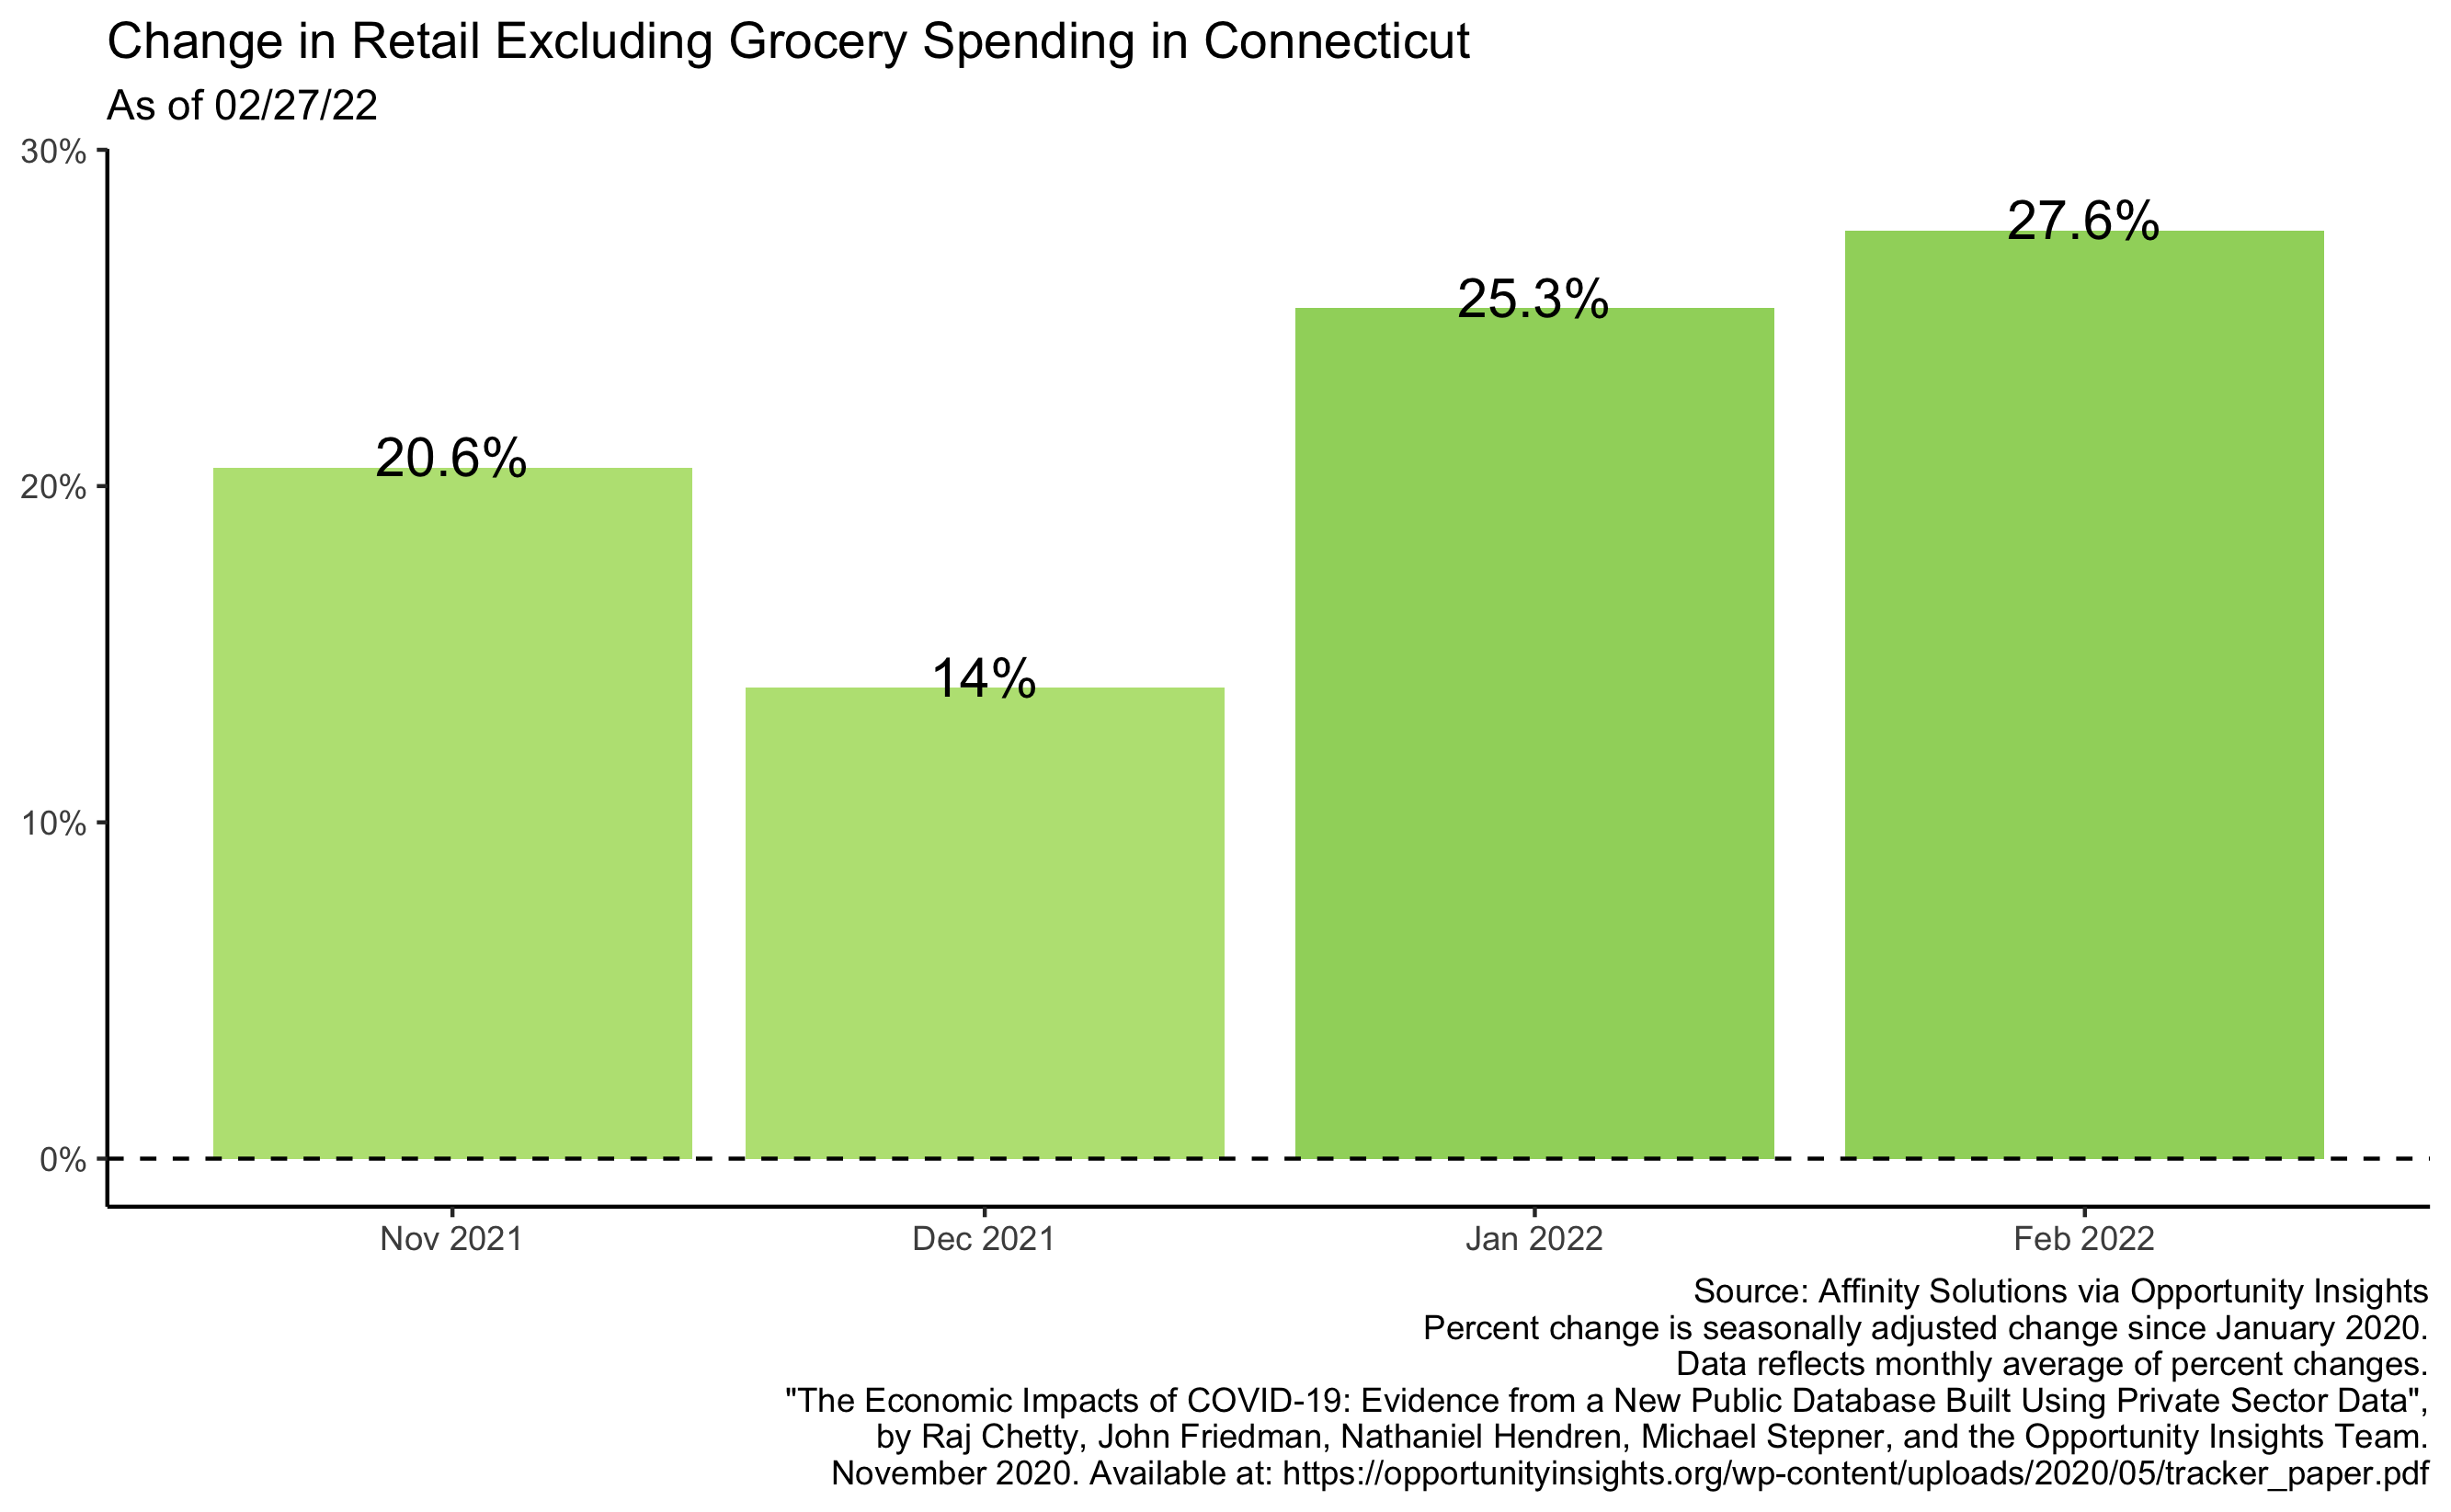 Change in Retail Excluding Grocery Spending in Connecticut
As of 02/27/22
30%
20%
10%
0%
20.6%
14%
25.3%
27.6%
Nov 2021
Dec 2021
Jan 2022
Feb 2022
Source: Affinity Solutions via Opportunity Insights
Percent change is seasonally adjusted change since January 2020.
Data reflects monthly average of percent changes.
"The Economic Impacts of COVID-19: Evidence from a New Public Database Built Using Private Sector Data",
by Raj Chetty, John Friedman, Nathaniel Hendren, Michael Stepner, and the Opportunity Insights Team.
November 2020. Available at: https://opportunityinsights.org/wp-content/uploads/2020/05/tracker_paper.pdf